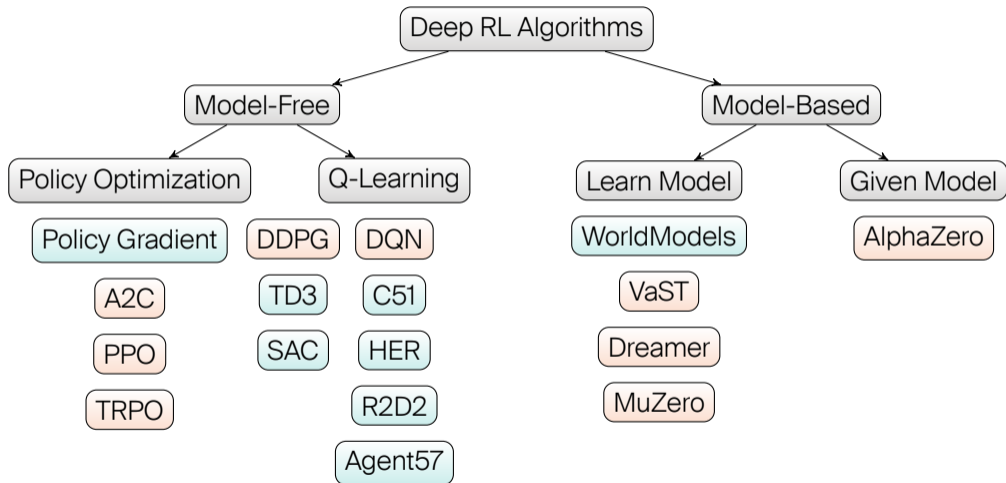 Deep RL Algorithms
Model-Free
Model-Based
Policy Optimization
Q-Learning
Learn Model
Given Model
Policy Gradient
DDPG
DQN
WorldModels
AlphaZero
A2C
TD3
C51
VaST
PPO
SAC
HER
Dreamer
TRPO
R2D2
MuZero
Agent57